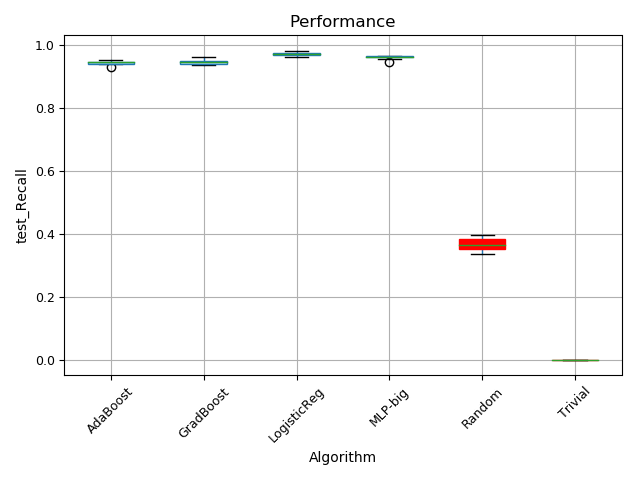 Performance
1.0
0.8
0.6
0.4
0.2
0.0
test_Recall
AdaBoost
GradBoost
LogisticReg
MLP-big
Random
Trivial
Algorithm